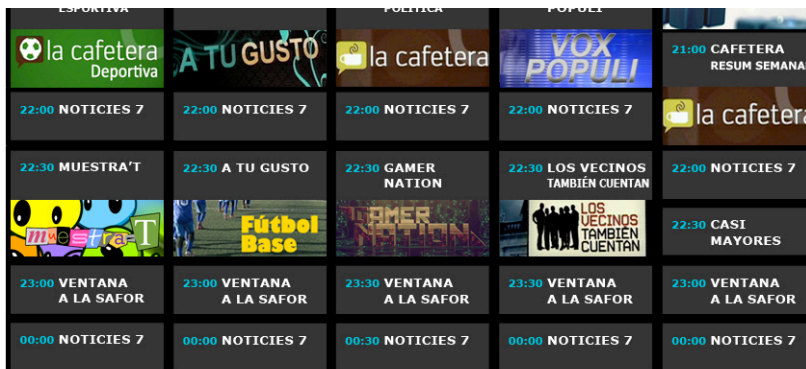 ESPORTIVA
la cafetera
Deportiva
22:00 NOTICIES 7
22:30 MUESTRA'T
muestra-T
23:00 VENTANA
A LA SAFOR
00:00 NOTICIES 7
A TU GUSTO
22:00 NOTICIES 7
22:30 A TU GUSTO
Fútbol
Base
23:00 VENTANA
A LA SAFOR
00:00 NOTICIES 7
POLÍTICA
la cafetera
22:00 NOTICIES 7
22:30 GAMER
NATION
GAMER
NATION
23:30 VENTANA
A LA SAFOR
00:30 NOTICIES 7
POPULI
VOX
POPULI
22:00 NOTICIES 7
22:30 LOS VECINOS
TAMBIÉN CUENTAN
LOS
VECINOS
TAMBIÉN
CUENTAN
23:30 VENTANA
A LA SAFOR
00:00 NOTICIES 7
21:00 CAFETERA
RESUM SEMANA
la cafetera
22:00 NOTICIES 7
22:30 CASI
MAYORES
23:00 VENTANA
A LA SAFOR
00:00 NOTICIES 7